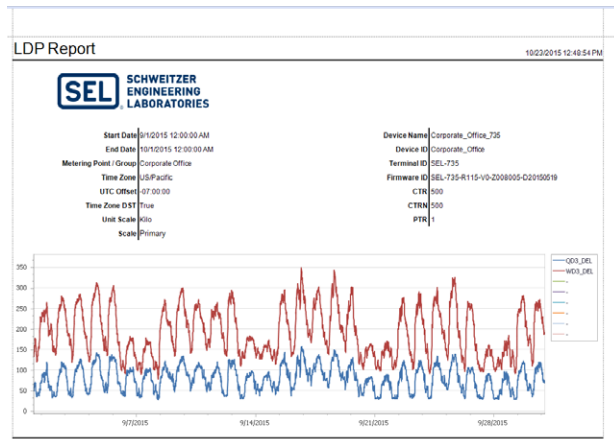 LDP Report
10/23/2015 12:48:54 PM
SEL SCHWEITZER
ENGINEERING
LABORATORIES
Start Date 9/1/2015 12:00:00 AM
End Date 10/1/2015 12:00:00 AM
Metering Point / Group Corporate Office
Time Zone US/Pacific
UTC Offset -07:00:00
Time Zone DST True
Unit Scale Kilo
Scale Primary
Device Name Corporate_Office_735
Device ID Corporate_Office
Terminal ID SEL-735
Firmware ID SEL-735-R115-V0-Z008005-D20150519
CTR 500
CTRN 500
PTR 1
QD3_DEL
WD3_DEL
350
300
250
200
150
100
50
0
9/7/2015 9/14/2015 9/21/2015 9/28/2015